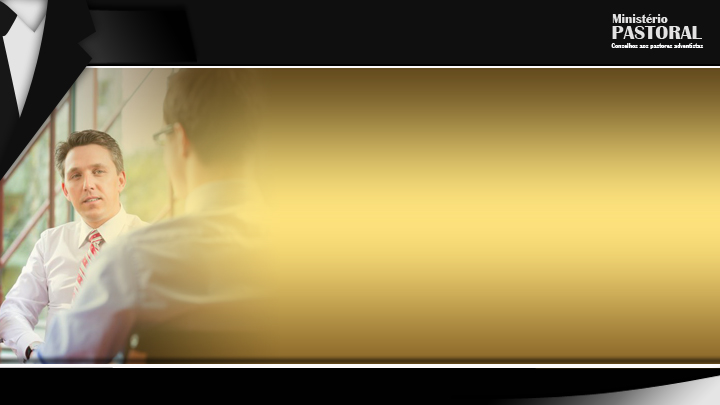 Ministério
PASTORAL
Conselhos aos pastores adventistas